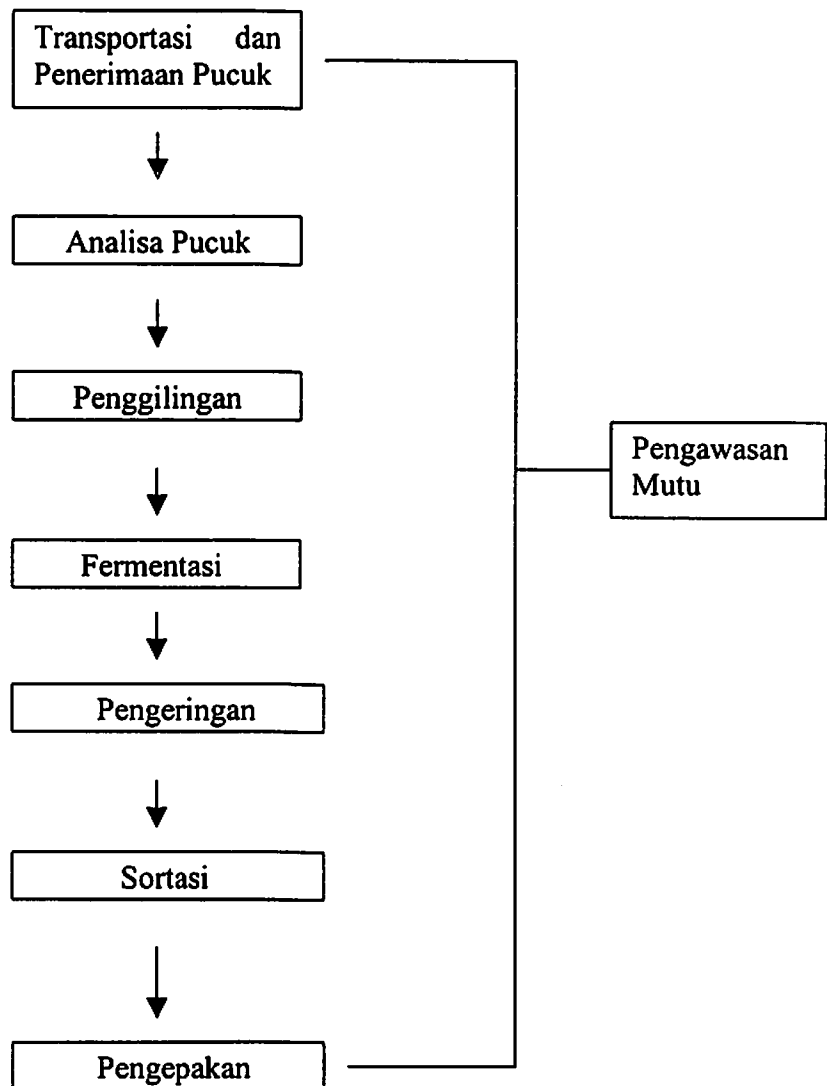 Transportasi dan
Penerimaan Pucuk
Analisa Pucuk
Penggilingan
Pengawasan
Mutu
Fermentasi
Pengeringan
Sortasi
Pengepakan